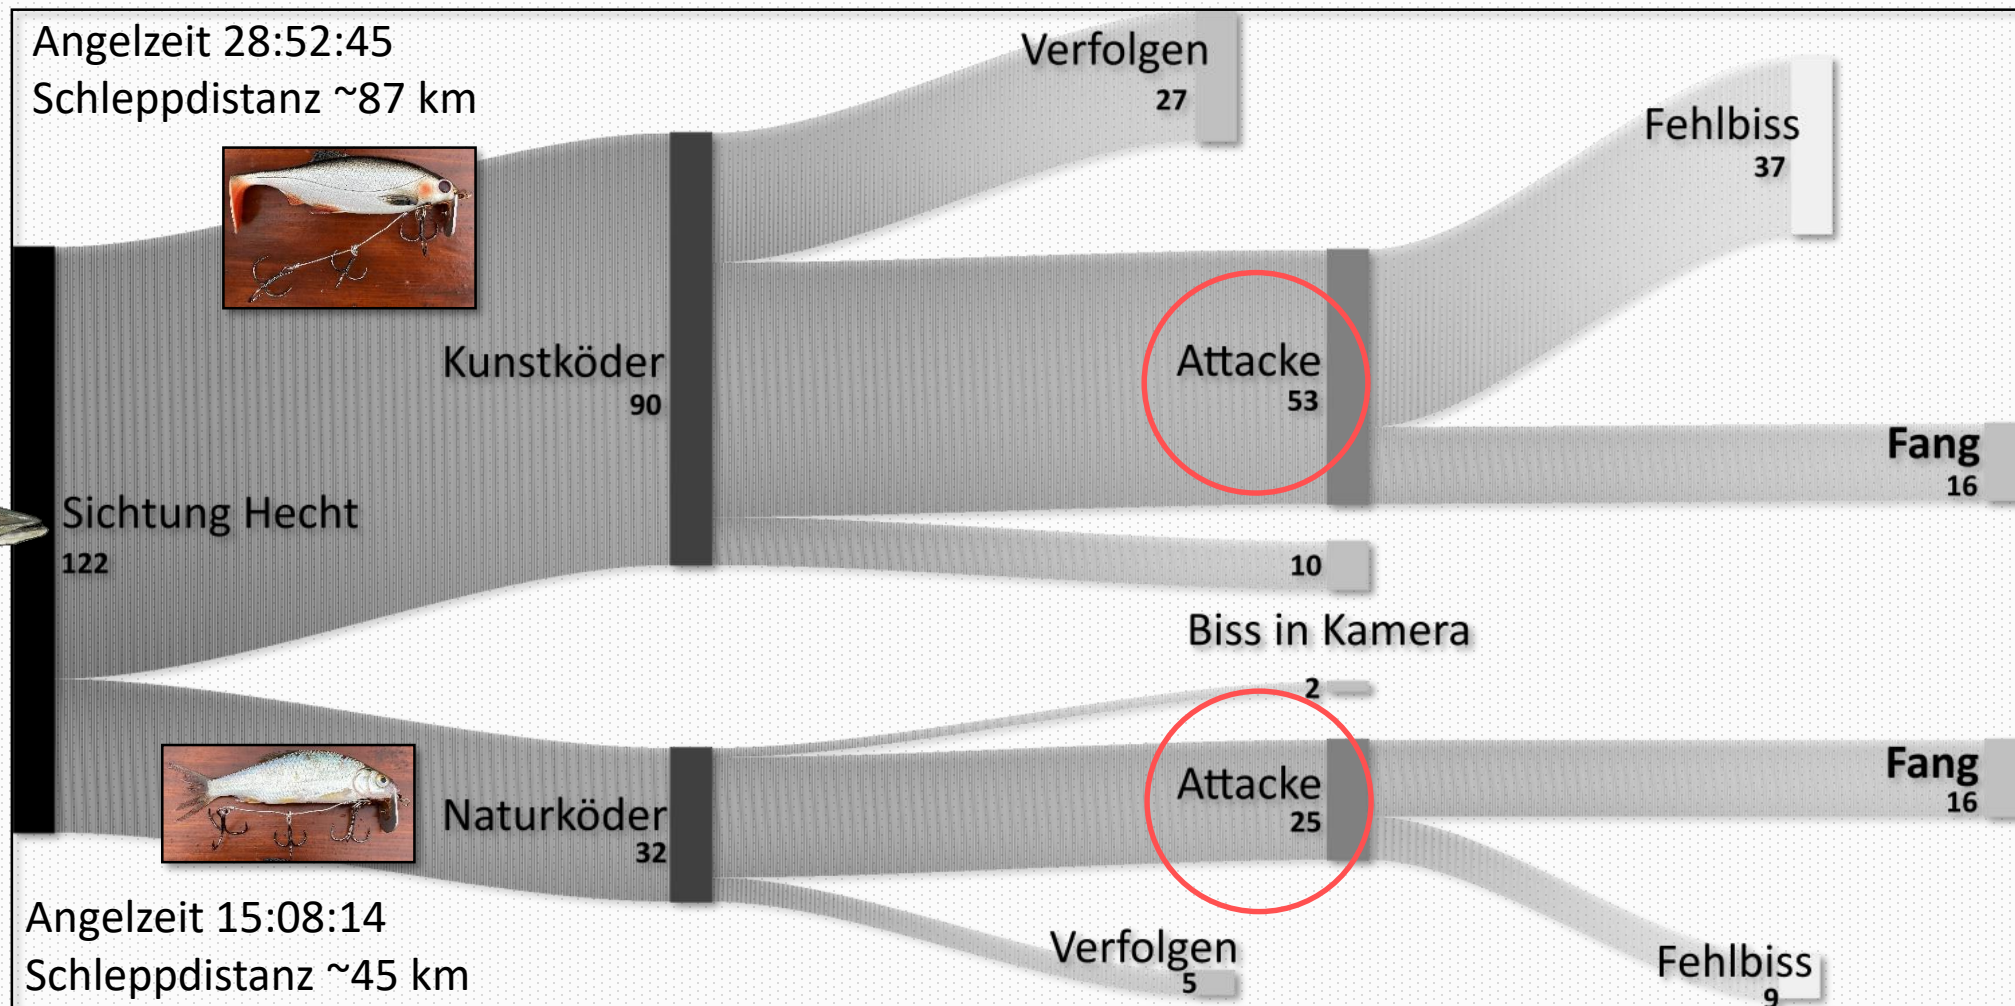 Angelzeit 28:52:45
Schleppdistanz ~87 km
Verfolgen
27
Fehlbiss
37
Kunstköder
90
Attacke
53
Fang
16
Sichtung Hecht
122
10
Biss in Kamera
2
Naturköder
32
Attacke
25
Fang
16
Angelzeit 15:08:14
Schleppdistanz ~45 km
Verfolgen
5
Fehlbiss
9